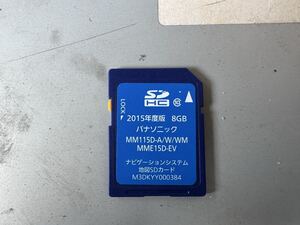 LOCK
SD
HC
10
2015年度版 8GB
パナソニック
MM115D-A/W/WM
MME15D-EV
ナビゲーションシステム
地図SDカード
M3DKYY000384